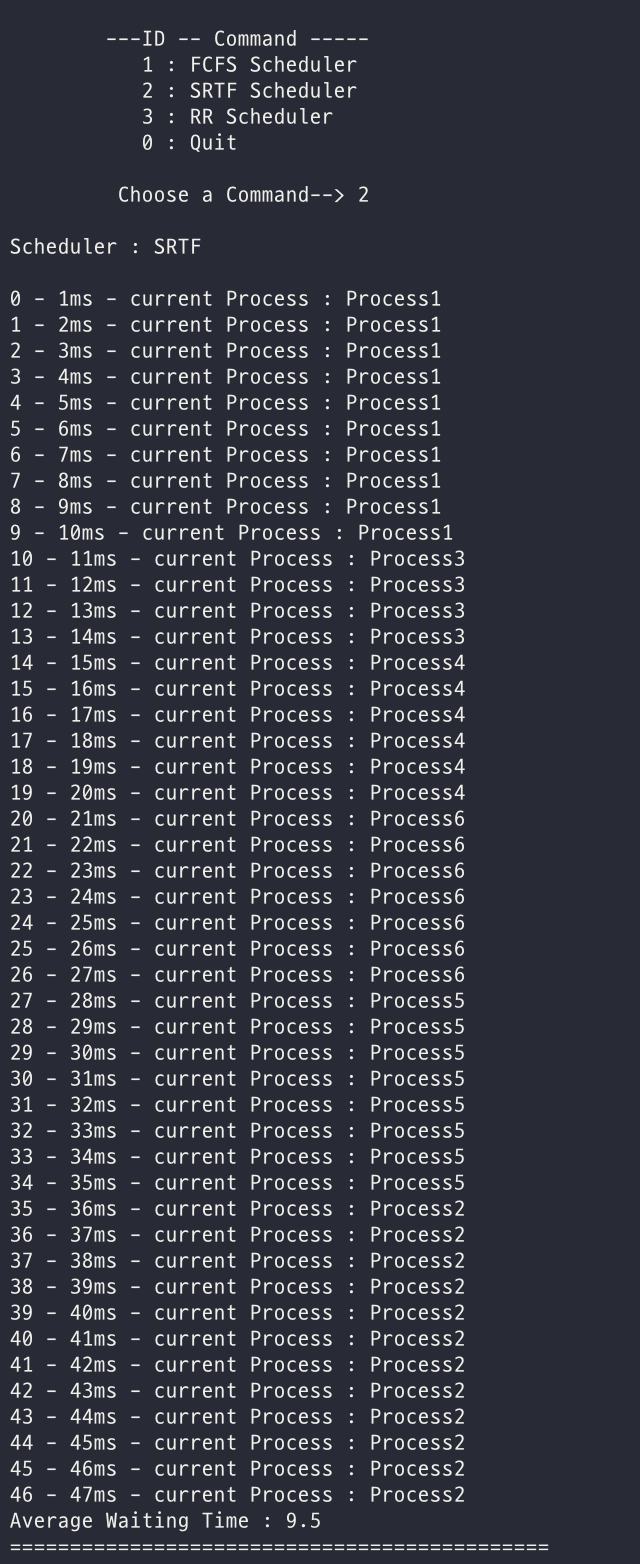 ---ID -- Command -----
1 : FCFS Scheduler
2 : SRTF Scheduler
3 : RR Scheduler
0 : Quit
Choose a Command--> 2
Scheduler : SRTF
0 - 1ms - current Process : Process1
1 - 2ms - current Process : Process1
2 - 3ms - current Process : Process1
3 - 4ms - current Process : Process1
4 - 5ms - current Process : Process1
5 - 6ms - current Process : Process1
6 - 7ms - current Process : Process1
7 - 8ms - current Process : Process1
8 - 9ms - current Process : Process1
9 - 10ms - current Process : Process1
10 - 11ms - current Process : Process3
11 - 12ms - current Process : Process3
12 - 13ms - current Process : Process3
13 - 14ms - current Process : Process3
14 - 15ms - current Process : Process4
15 - 16ms - current Process : Process4
16 - 17ms - current Process : Process4
17 - 18ms - current Process : Process4
18 - 19ms - current Process : Process4
19 - 20ms - current Process : Process4
20 - 21ms - current Process : Process6
21 - 22ms - current Process : Process6
22 - 23ms - current Process : Process6
23 - 24ms - current Process : Process6
24 - 25ms - current Process : Process6
25 - 26ms - current Process : Process6
26 - 27ms - current Process : Process6
27 - 28ms - current Process : Process5
28 - 29ms - current Process : Process5
29 - 30ms - current Process : Process5
30 - 31ms - current Process : Process5
31 - 32ms - current Process : Process5
32 - 33ms - current Process : Process5
33 - 34ms - current Process : Process5
34 - 35ms - current Process : Process5
35 - 36ms - current Process : Process2
36 - 37ms - current Process : Process2
37 - 38ms - current Process : Process2
38 - 39ms - current Process : Process2
39 - 40ms - current Process : Process2
40 - 41ms - current Process : Process2
41 - 42ms - current Process : Process2
42 - 43ms - current Process : Process2
43 - 44ms - current Process : Process2
44 - 45ms - current Process : Process2
45 - 46ms - current Process : Process2
46 - 47ms - current Process : Process2
Average Waiting Time : 9.5
=============================================